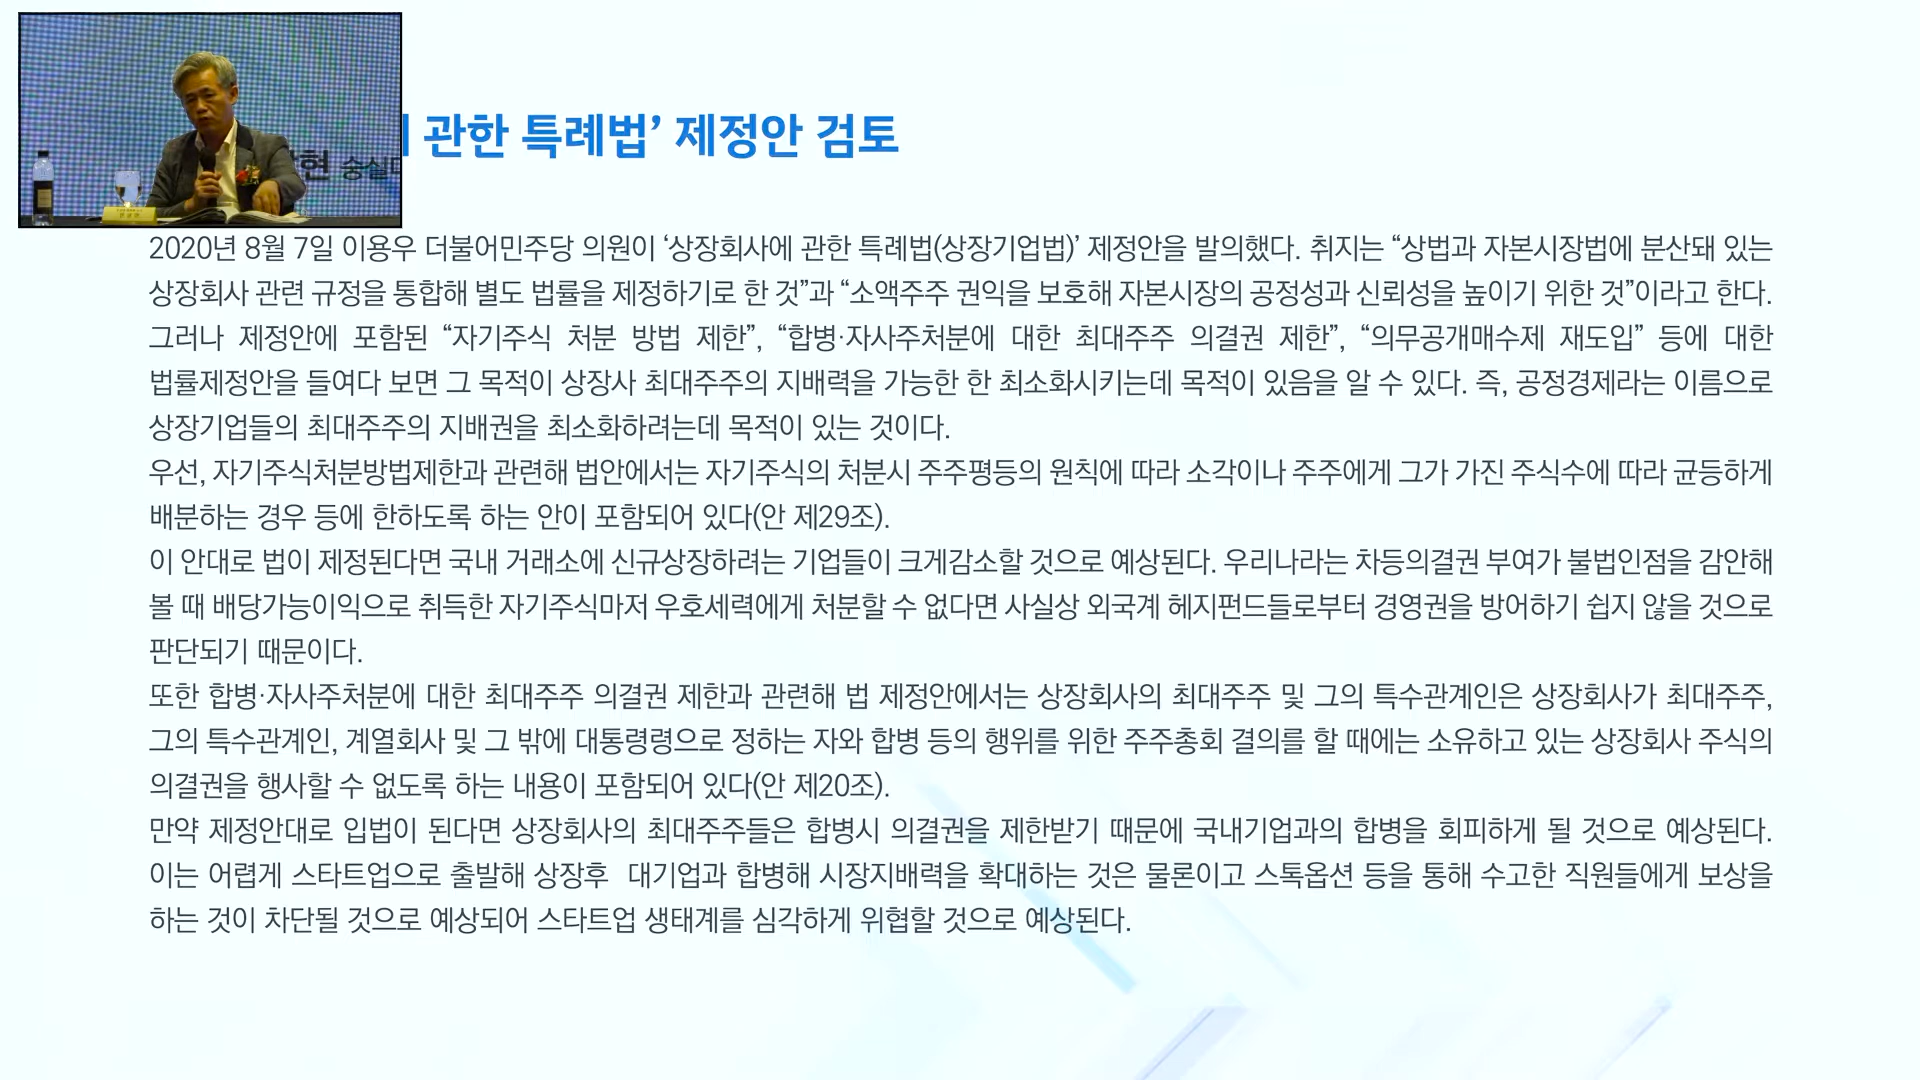 현 숭실대
관한 특례법’ 제정안 검토
2020년 8월 7일 이용우 더불어민주당 의원이 ‘상장회사에 관한 특례법(상장기업법)’ 제정안을 발의했다. 취지는 “상법과 자본시장법에 분산돼 있는
상장회사 관련 규정을 통합해 별도 법률을 제정하기로 한 것”과 “소액주주 권익을 보호해 자본시장의 공정성과 신뢰성을 높이기 위한 것”이라고 한다.
그러나 제정안에 포함된 “자기주식 처분 방법 제한”, “합병·자사주처분에 대한 최대주주 의결권 제한”, “의무공개매수제 재도입” 등에 대한
법률제정안을 들여다 보면 그 목적이 상장사 최대주주의 지배력을 가능한 한 최소화시키는데 목적이 있음을 알 수 있다. 즉, 공정경제라는 이름으로
상장기업들의 최대주주의 지배권을 최소화하려는데 목적이 있는 것이다.
우선, 자기주식처분방법제한과 관련해 법안에서는 자기주식의 처분시 주주평등의 원칙에 따라 소각이나 주주에게 그가 가진 주식수에 따라 균등하게
배분하는 경우 등에 한하도록 하는 안이 포함되어 있다(안 제29조).
이 안대로 법이 제정된다면 국내 거래소에 신규상장하려는 기업들이 크게감소할 것으로 예상된다. 우리나라는 차등의결권 부여가 불법인점을 감안해
볼 때 배당가능이익으로 취득한 자기주식마저 우호세력에게 처분할 수 없다면 사실상 외국계 헤지펀드들로부터 경영권을 방어하기 쉽지 않을 것으로
판단되기 때문이다.
또한 합병·자사주처분에 대한 최대주주 의결권 제한과 관련해 법 제정안에서는 상장회사의 최대주주 및 그의 특수관계인은 상장회사가 최대주주,
그의 특수관계인, 계열회사 및 그 밖에 대통령령으로 정하는 자와 합병 등의 행위를 위한 주주총회 결의를 할 때에는 소유하고 있는 상장회사 주식의
의결권을 행사할 수 없도록 하는 내용이 포함되어 있다(안 제20조).
만약 제정안대로 입법이 된다면 상장회사의 최대주주들은 합병시 의결권을 제한받기 때문에 국내기업과의 합병을 회피하게 될 것으로 예상된다.
이는 어렵게 스타트업으로 출발해 상장후 대기업과 합병해 시장지배력을 확대하는 것은 물론이고 스톡옵션 등을 통해 수고한 직원들에게 보상을
하는 것이 차단될 것으로 예상되어 스타트업 생태계를 심각하게 위협할 것으로 예상된다.